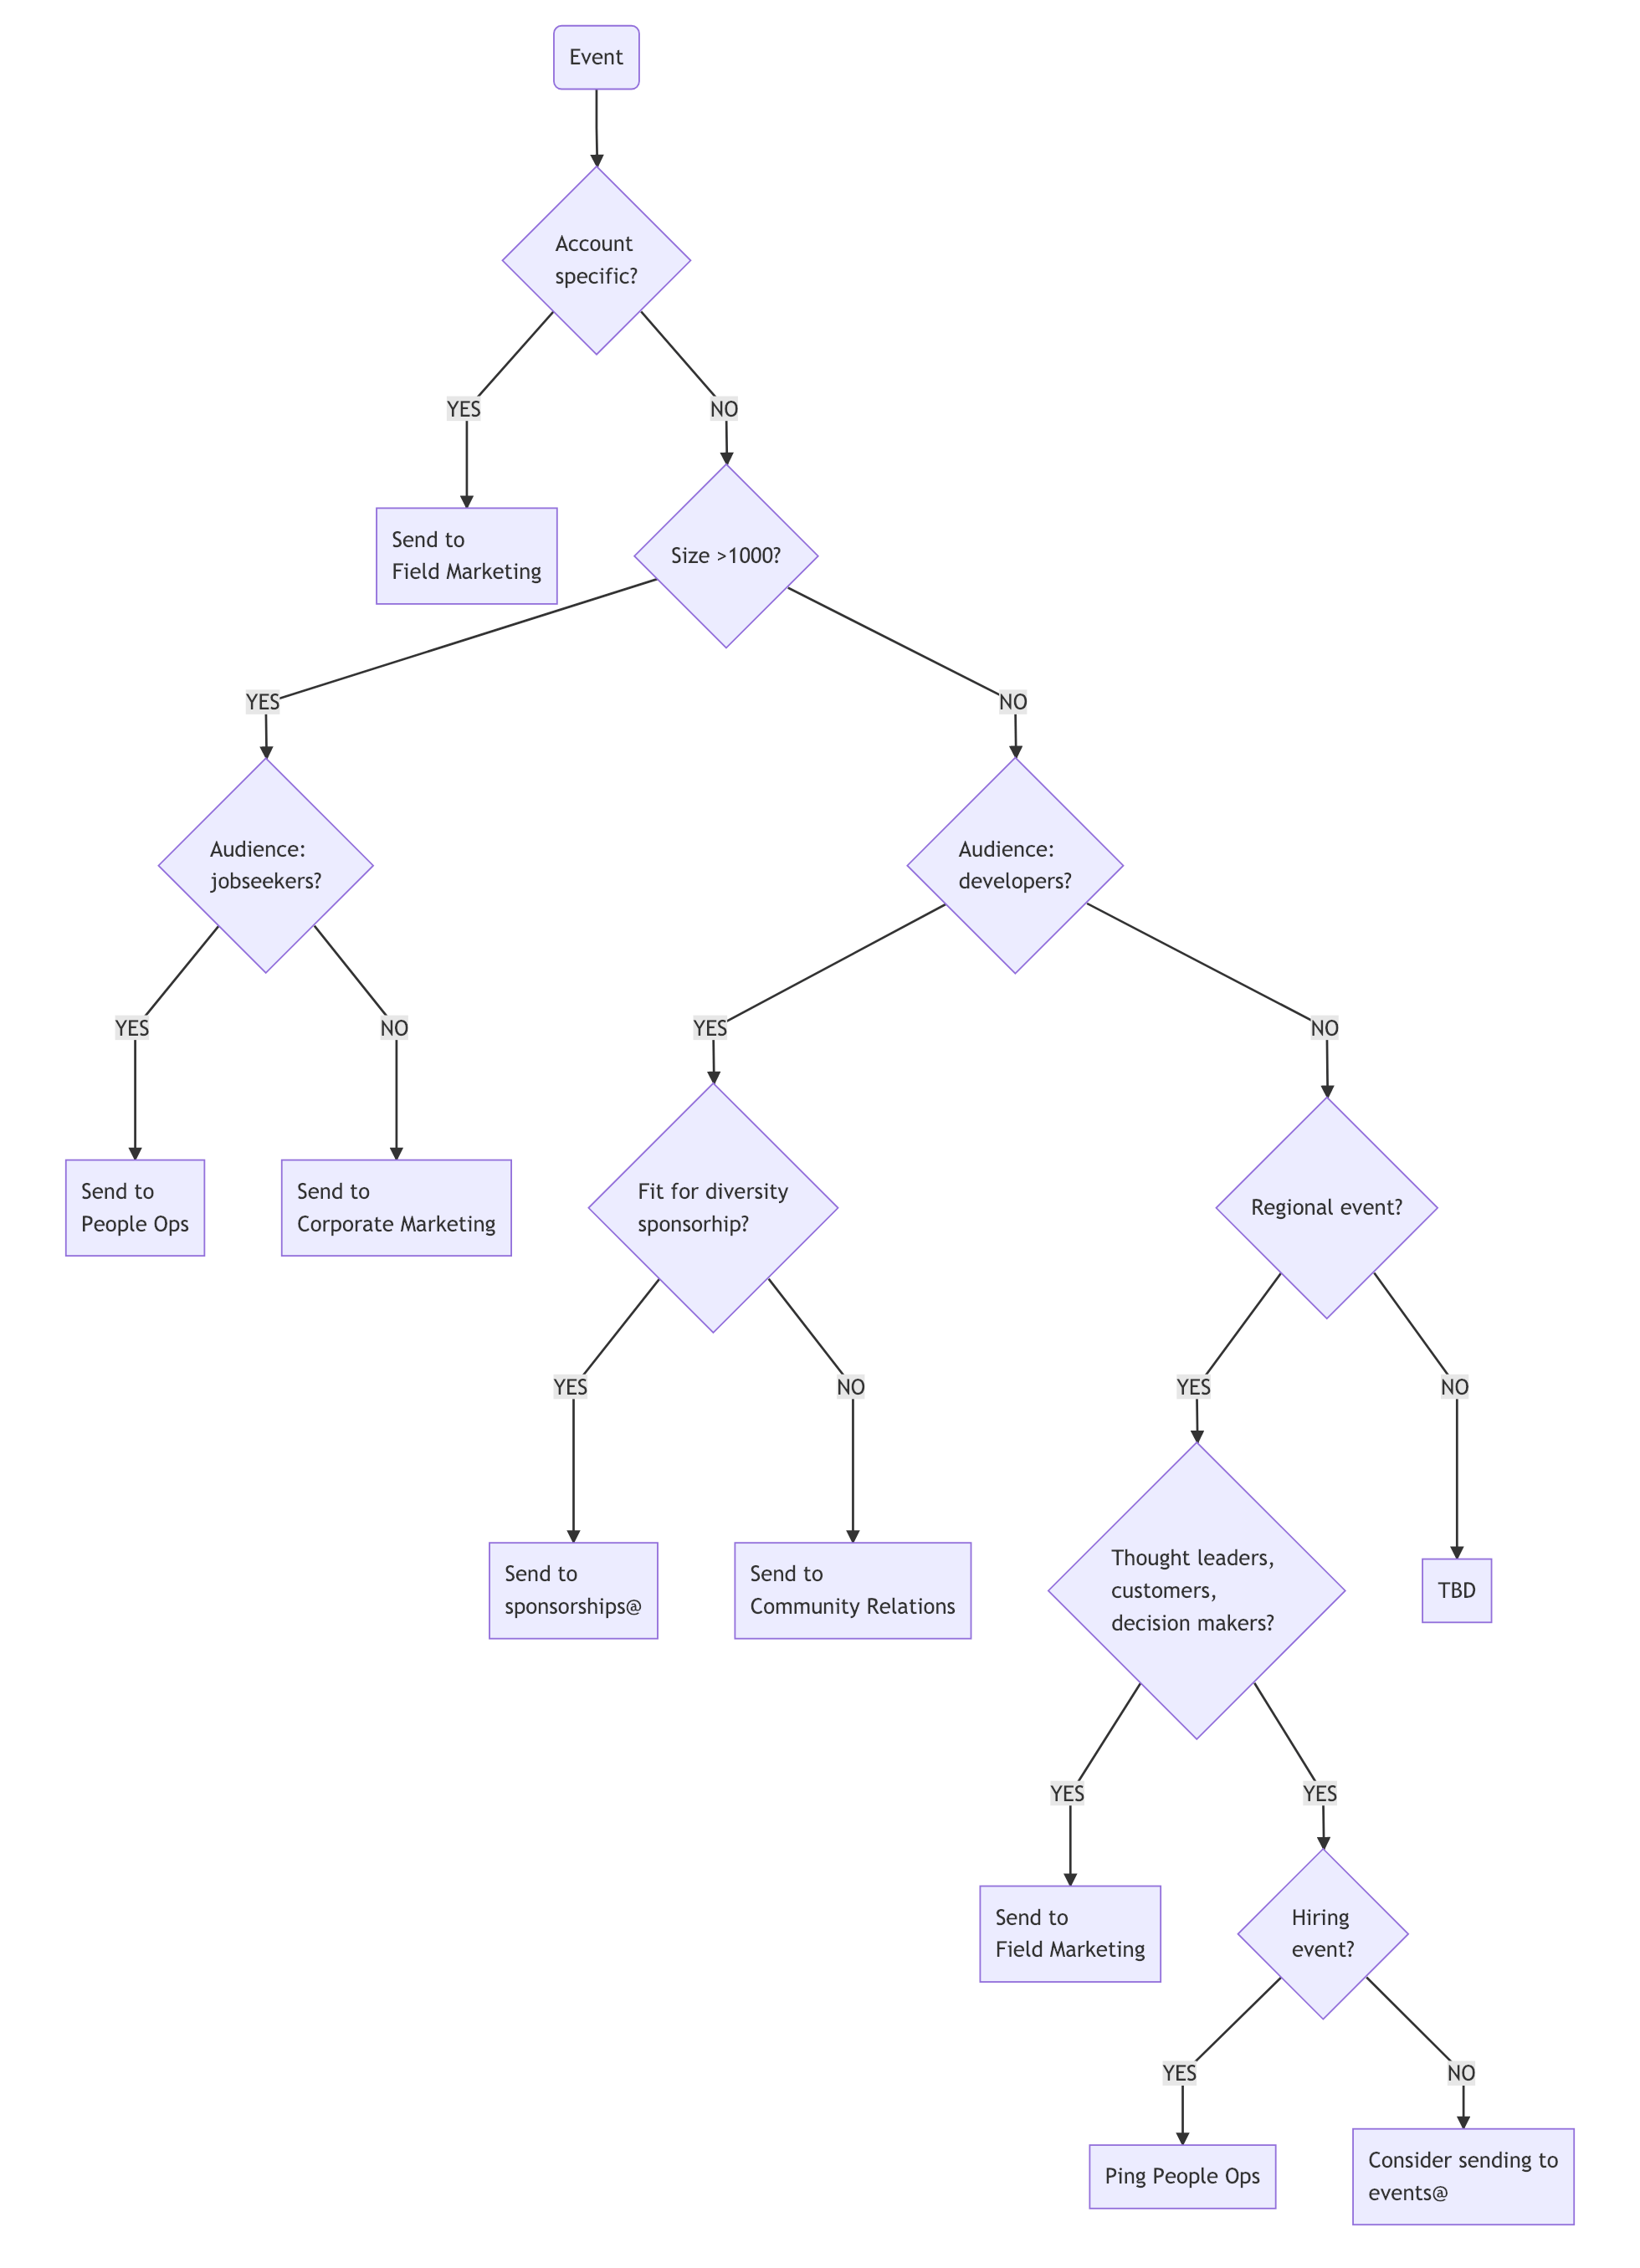 Event
Account
specific?
YES
NO
Send to
Field Marketing
Size >1000?
YES
NO
Audience:
jobseekers?
Audience:
developers?
YES
NO
YES
NO
Send to
People Ops
Send to
Corporate Marketing
Fit for diversity
sponsorhip?
Regional event?
YES
NO
YES
NO
Send to
sponsorships@
Send to
Community Relations
Thought leaders,
customers,
decision makers?
TBD
YES
YES
Send to
Field Marketing
Hiring
event?
YES
NO
Ping People Ops
Consider sending to
events@